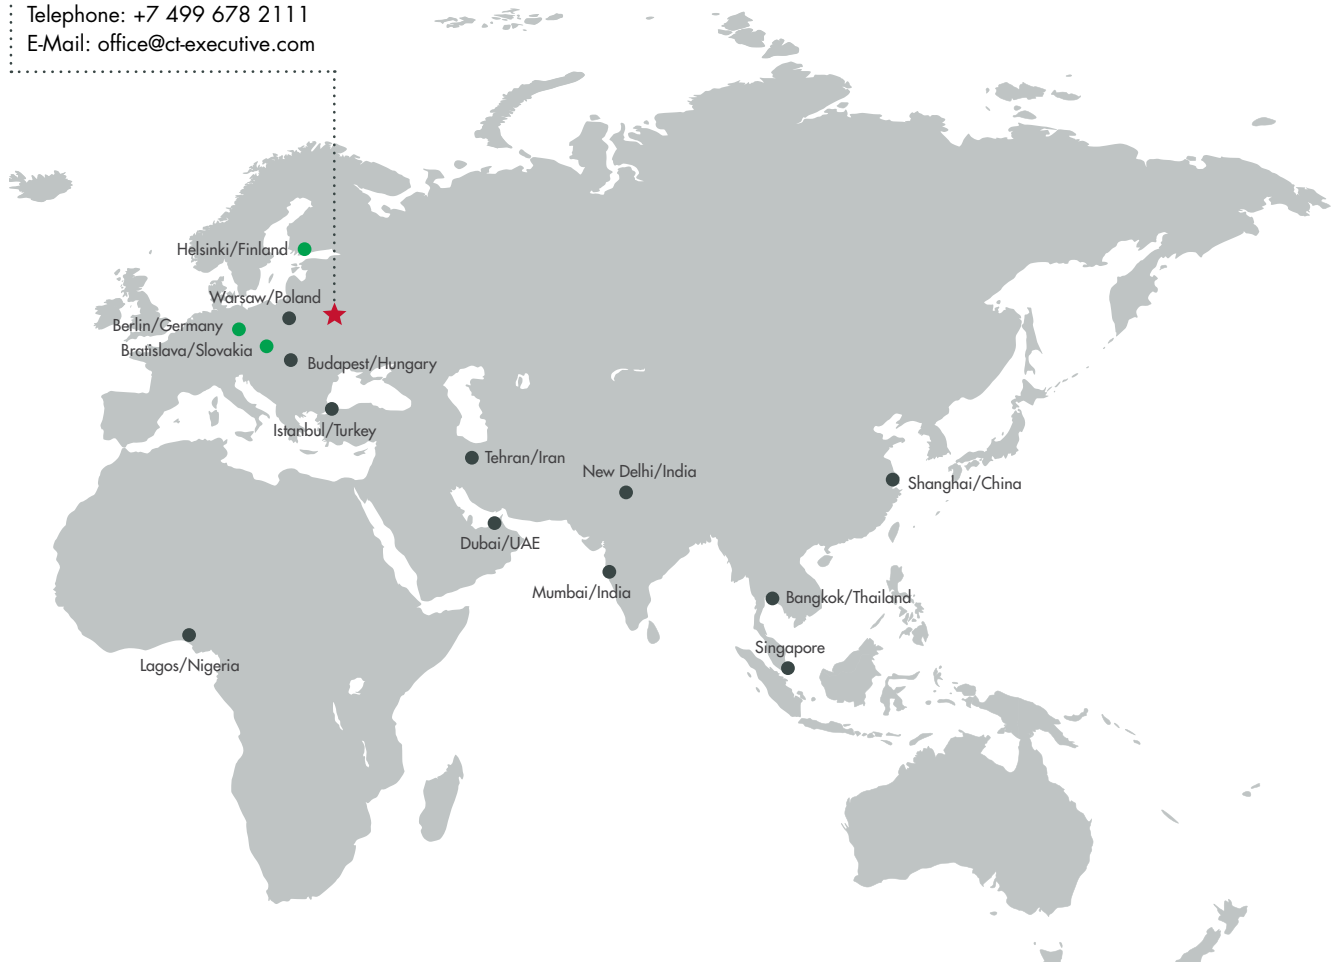 Telephone: +7 499 678 2111
E-Mail: office@ct-executive.com
Helsinki/Finland
Warsaw/Poland
Berlin/Germany
Bratislava/Slovakia
Budapest/Hungary
Istanbul/Turkey
Tehran/Iran
New Delhi/India
Shanghai/China
Dubai/UAE
Mumbai/India
Bangkok/Thailand
Singapore
Lagos/Nigeria